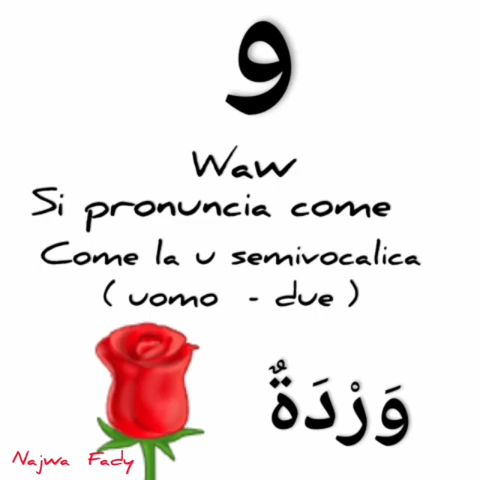 و
Waw
Si pronuncia come
Come la u semivocalica
( uomo - due )
وَرْدَةٌ
Najwa Fady